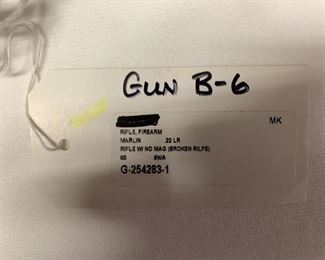 GUN B-6
MK
RIFLE, FIREARM
MARLIN .22 LR
RIFLE W/ NO MAG (BROKEN RILFE)
60 #N/A
G-254283-1